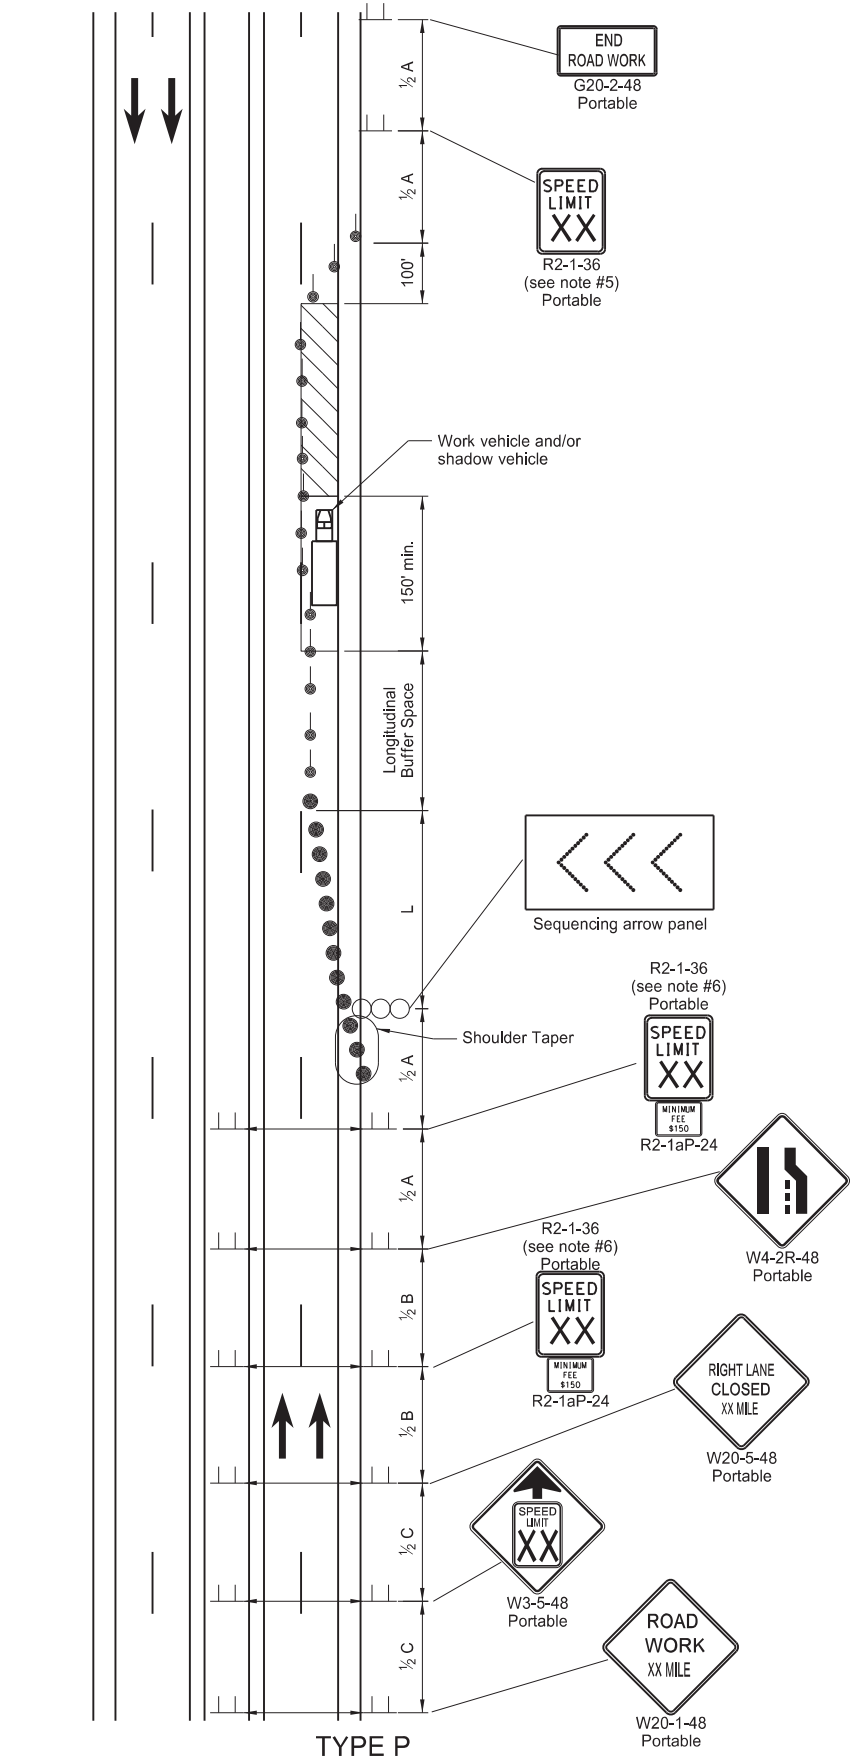 ½ A
END
ROAD WORK
G20-2-48
Portable
½ A
SPEED
LIMIT
XX
R2-1-36
(see note #5)
Portable
100'
Work vehicle and/or
shadow vehicle
150' min.
Longitudinal
Buffer Space
L
Sequencing arrow panel
R2-1-36
(see note #6)
Portable
SPEED
LIMIT
XX
MINIMUM
FEE
$150
R2-1aP-24
Shoulder Taper
½ A
½ A
W4-2R-48
Portable
R2-1-36
(see note #6)
Portable
SPEED
LIMIT
XX
MINIMUM
FEE
$150
R2-1aP-24
½ B
½ B
RIGHT LANE
CLOSED
XX MILE
W20-5-48
Portable
SPEED
LIMIT
XX
W3-5-48
Portable
½ C
½ C
ROAD
WORK
XX MILE
W20-1-48
Portable
TYPE P